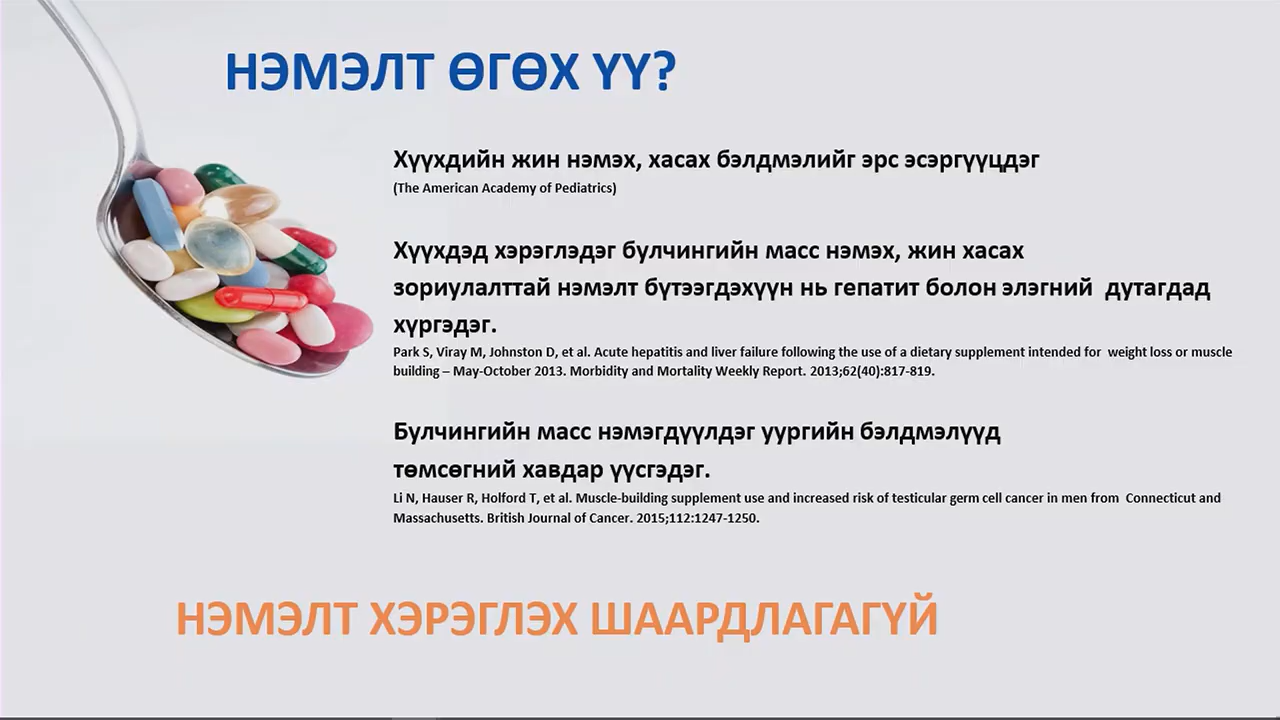 НЭМЭЛТ ӨГӨХ ҮҮ?
Хүүхдийн жин нэмэх, хасах бэлдмэлийг эрс эсэргүүцдэг
(The American Academy of Pediatrics)
Хүүхдэд хэрэглэдэг булчингийн масс нэмэх, жин хасах
зориулалттай нэмэлт бүтээгдэхүүн нь гепатит болон элэгний дутагдад
хүргэдэг.
Park S, Viray M, Johnston D, et al. Acute hepatitis and liver failure following the use of a dietary supplement intended for weight loss or muscle
building – May-October 2013. Morbidity and Mortality Weekly Report. 2013;62(40):817-819.
Булчингийн масс нэмэгдүүлдэг уургийн бэлдмэлүүд
төмсөгний хавдар үүсгэдэг.
Li N, Hauser R, Holford T, et al. Muscle-building supplement use and increased risk of testicular germ cell cancer in men from Connecticut and
Massachusetts. British Journal of Cancer. 2015;112:1247-1250.
НЭМЭЛТ ХЭРЭГЛЭХ ШААРДЛАГАГҮЙ